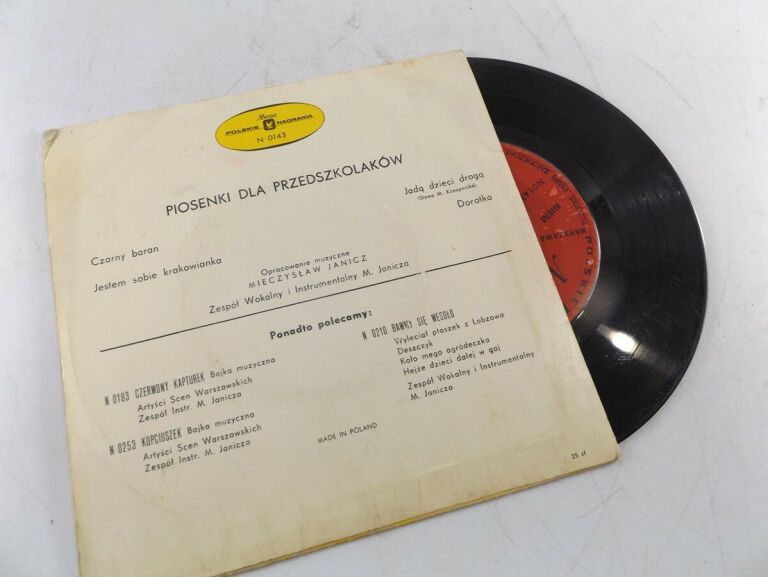 Muza
POLSKIE NAGRANIA
N 0143
PIOSENKI DLA PRZEDSZKOLAKÓW
Czarny baran
Jestem sobie krakowianka
Jadą dzieci drogą
(Słowa M. Konopnicka)
Dorotka
Opracowanie muzyczne
MIECZYSŁAW JANICZ
Zespół Wokalny i Instrumentalny M. Janicza
Ponadto polecamy:
N 0183 CZERWONY KAPTUREK Bajka muzyczna
Artyści Scen Warszawskich
Zespół Instr. M. Janicza
N 0253 KOPCIUSZEK Bajka muzyczna
Artyści Scen Warszawskich
Zespół Instr. M. Janicza
N 0210 BAWMY SIĘ WESOŁO
Wyleciał ptaszek z Łobzowa
Deszczyk
Koło mego ogródeczka
Hejże dzieci dalej w gaj
Zespół Wokalny i Instrumentalny
M. Janicza
MADE IN POLAND
25 zł
BIEM
WARSZAWA
POLSKIE